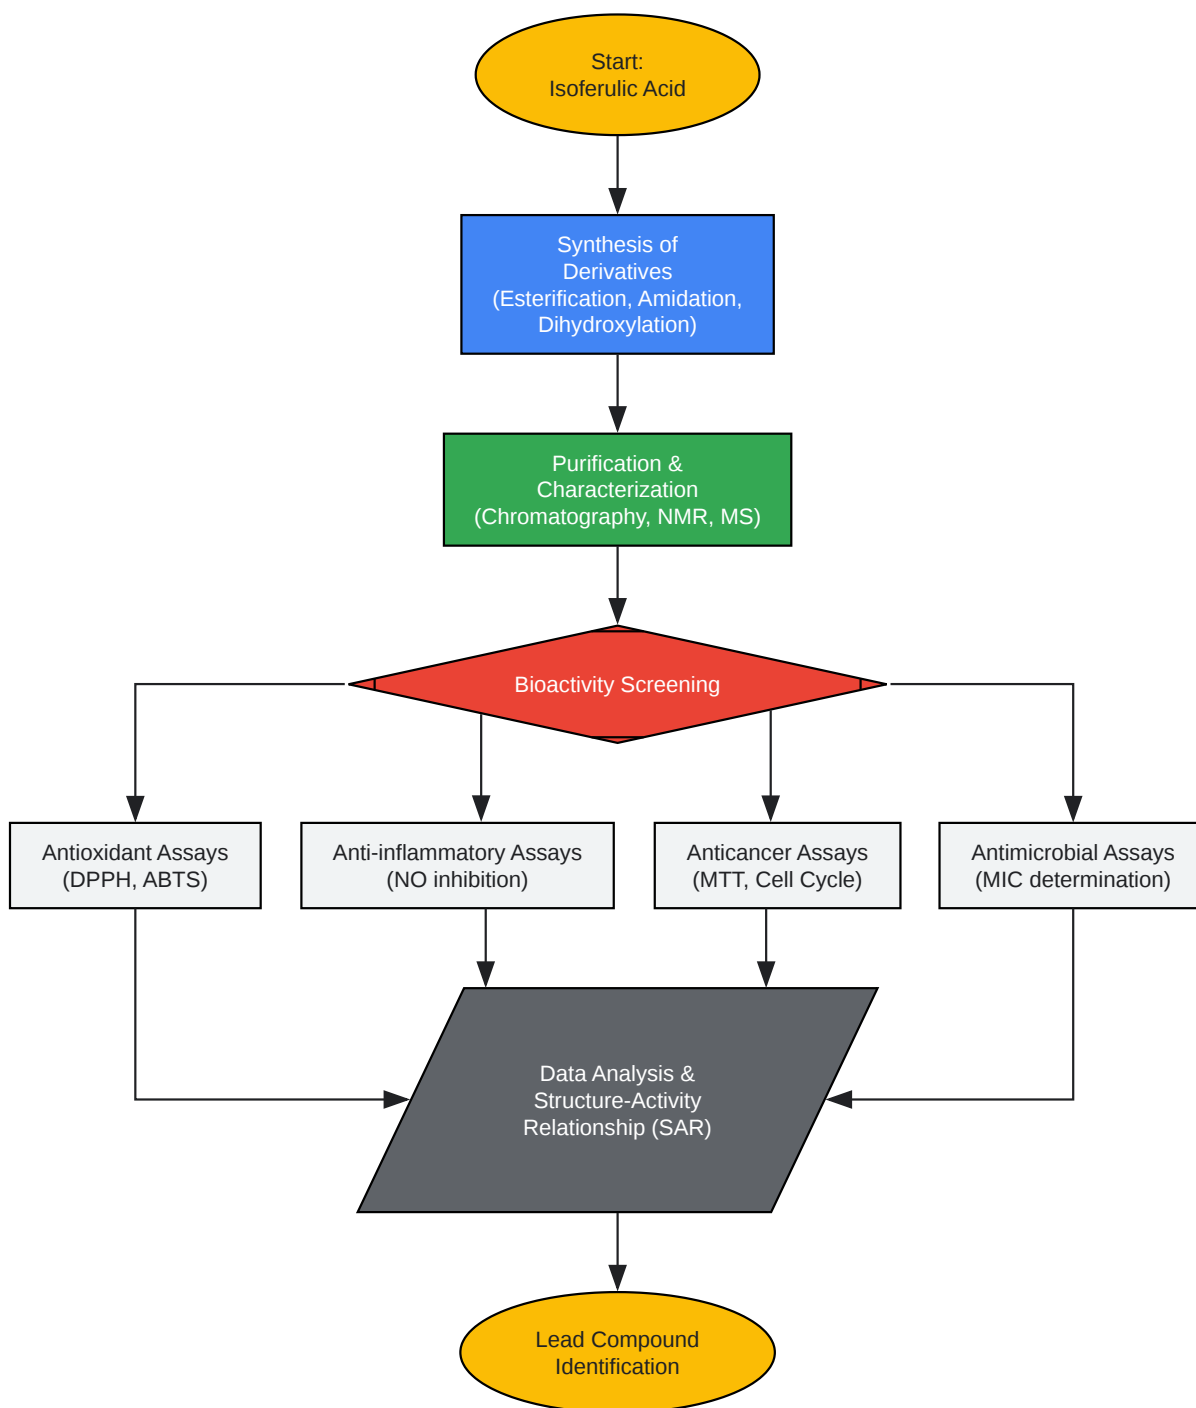 Start:
Isoferulic Acid
Synthesis of
Derivatives
(Esterification, Amidation,
Dihydroxylation)
Purification &
Characterization
(Chromatography, NMR, MS)
Bioactivity Screening
Antioxidant Assays
(DPPH, ABTS)
Anti-inflammatory Assays
(NO inhibition)
Anticancer Assays
(MTT, Cell Cycle)
Antimicrobial Assays
(MIC determination)
Data Analysis &
Structure-Activity
Relationship (SAR)
Lead Compound
Identification